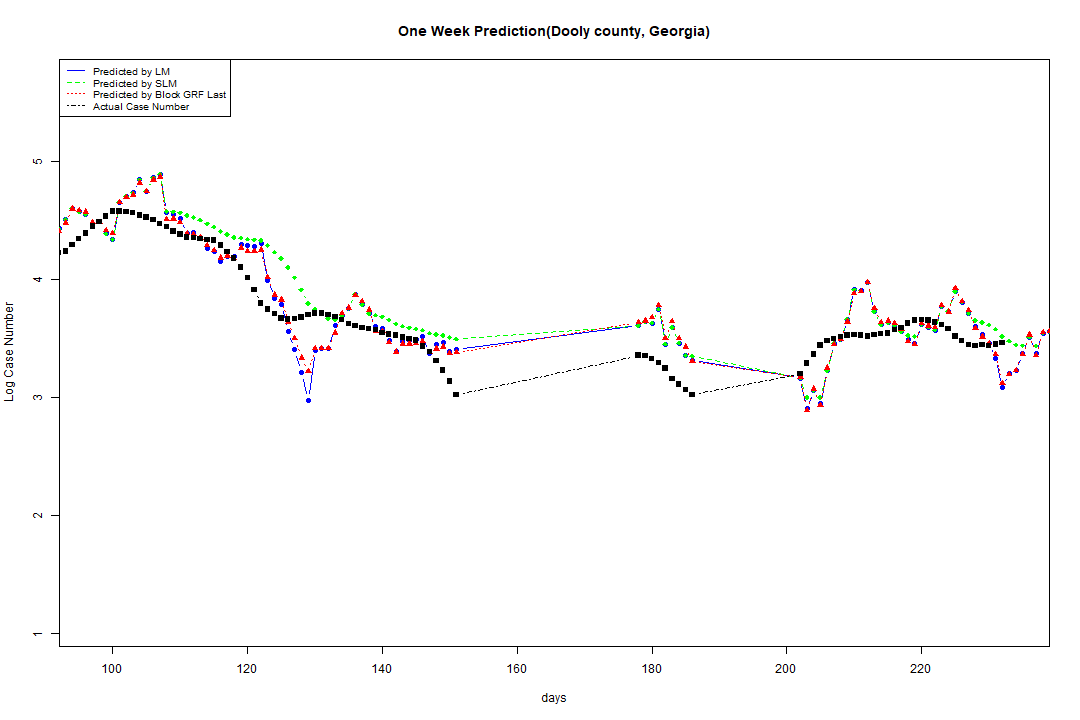 One Week Prediction(Dooly county, Georgia)
Predicted by LM
Predicted by SLM
Predicted by Block GRF Last
Actual Case Number
5
4
3
2
1
Log Case Number
100 120 140 160 180 200 220
days